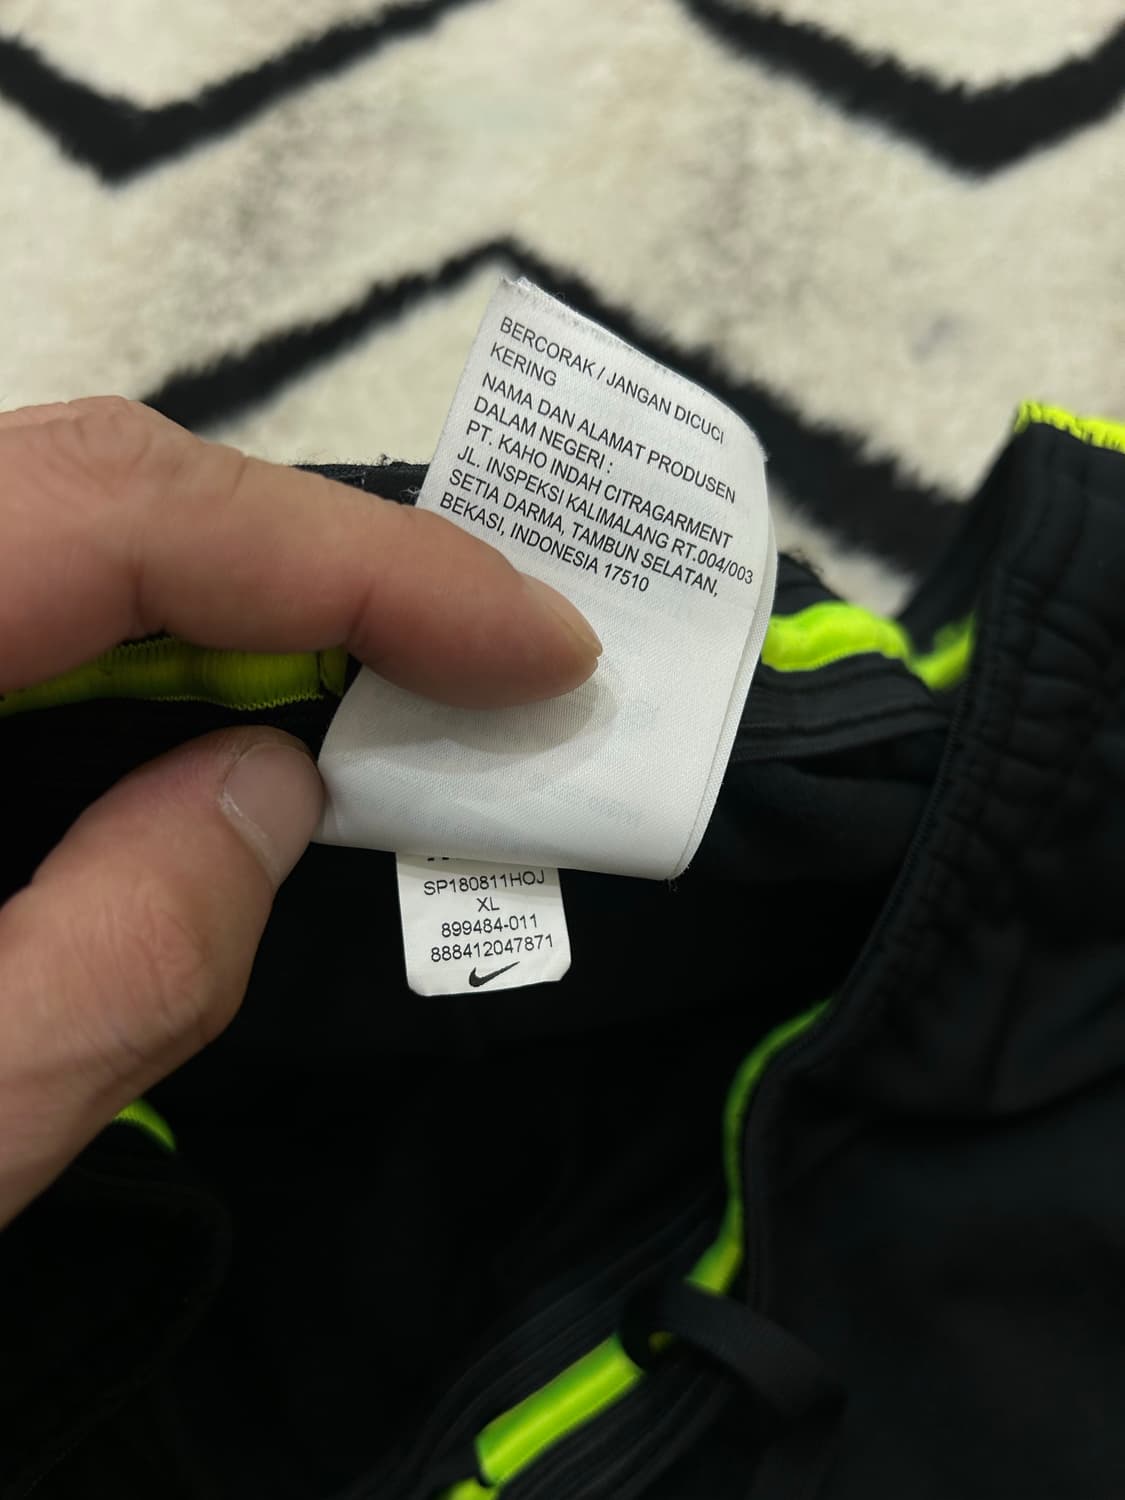 BERCORAK / JANGAN DICUCI
KERING
NAMA DAN ALAMAT PRODUSEN
DALAM NEGERI :
PT. KAHO INDAH CITRAGARMENT
JL. INSPEKSI KALIMALANG RT.004/003
SETIA DARMA, TAMBUN SELATAN,
BEKASI, INDONESIA 17510
SP180811HOJ
XL
899484-011
888412047871